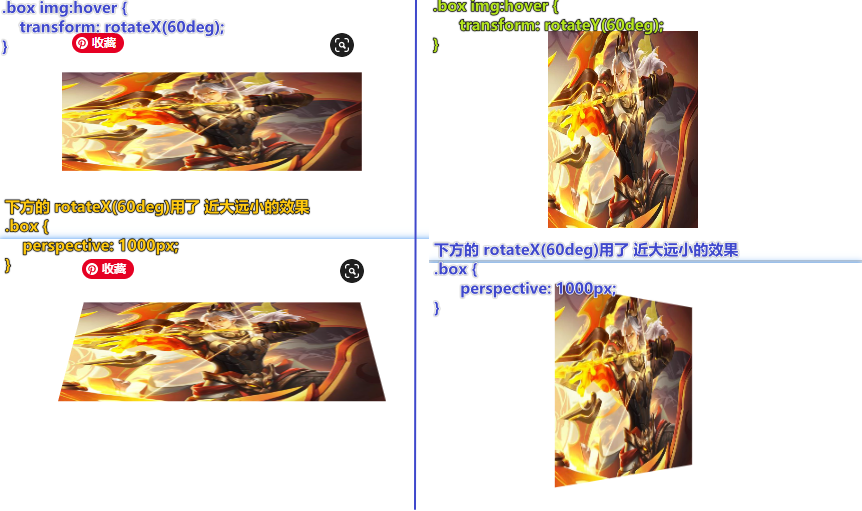 .box img:hover {
transform: rotateX(60deg);
}
收藏
下方的 rotateX(60deg)用了 近大远小的效果
.box {
perspective: 1000px;
}
收藏
.box img:hover {
transform: rotateY(60deg);
}
下方的 rotateX(60deg)用了 近大远小的效果
.box {
perspective: 1000px;
}